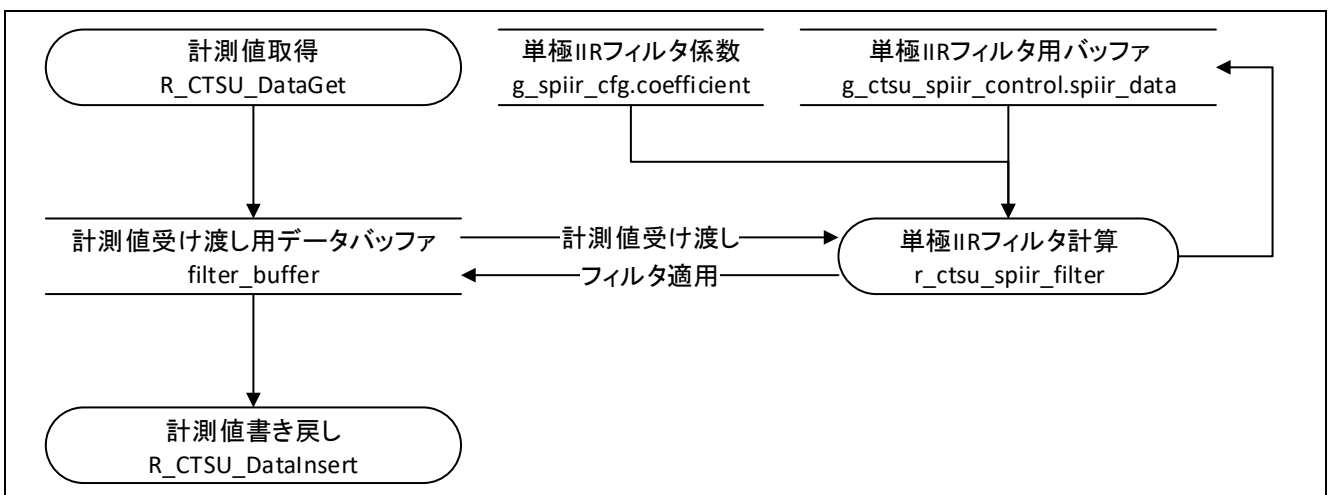 計測値取得
R_CTSU_DataGet
単極IIRフィルタ係数
g_spiir_cfg.coefficient
単極IIRフィルタ用バッファ
g_ctsu_spiir_control.spiir_data
計測値受け渡し用データバッファ
filter_buffer
計測値受け渡し
フィルタ適用
単極IIRフィルタ計算
r_ctsu_spiir_filter
計測値書き戻し
R_CTSU_DataInsert